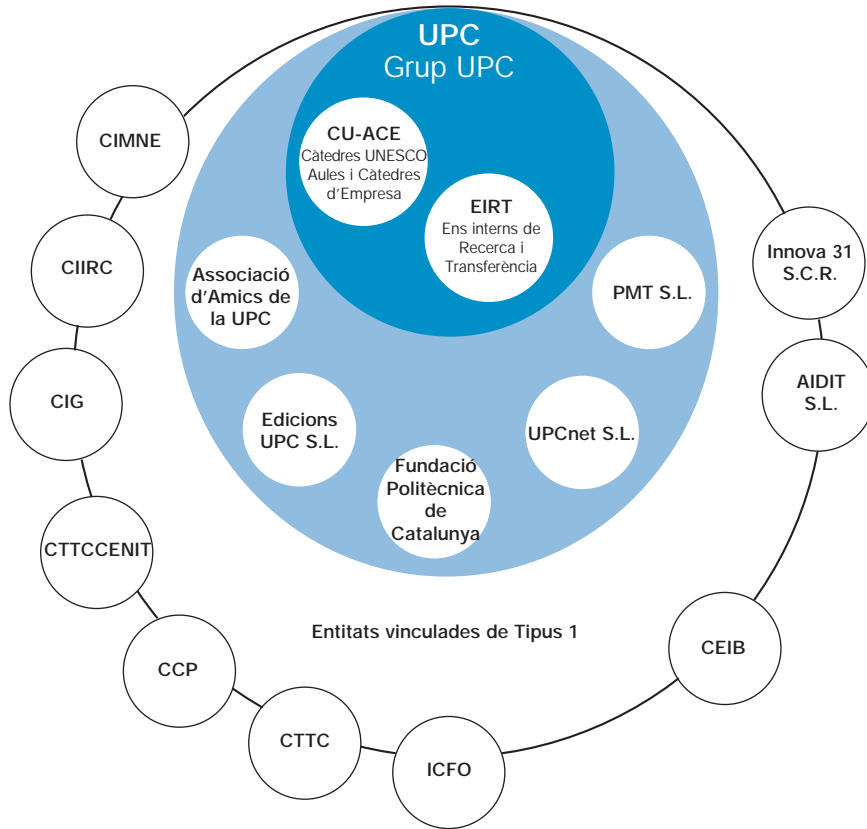 UPC
Grup UPC
CU-ACE
Càtedres UNESCO
Aules i Càtedres
d'Empresa
EIRT
Ens interns de
Recerca i
Transferència
Associació
d'Amics de
la UPC
Edicions
UPC S.L.
Fundació
Politècnica
de
Catalunya
UPCnet S.L.
PMT S.L.
CIMNE
CIIRC
CIG
CTTCCENIT
CCP
CTTC
ICFO
CEIB
AIDIT
S.L.
Innova 31
S.C.R.
Entitats vinculades de Tipus 1